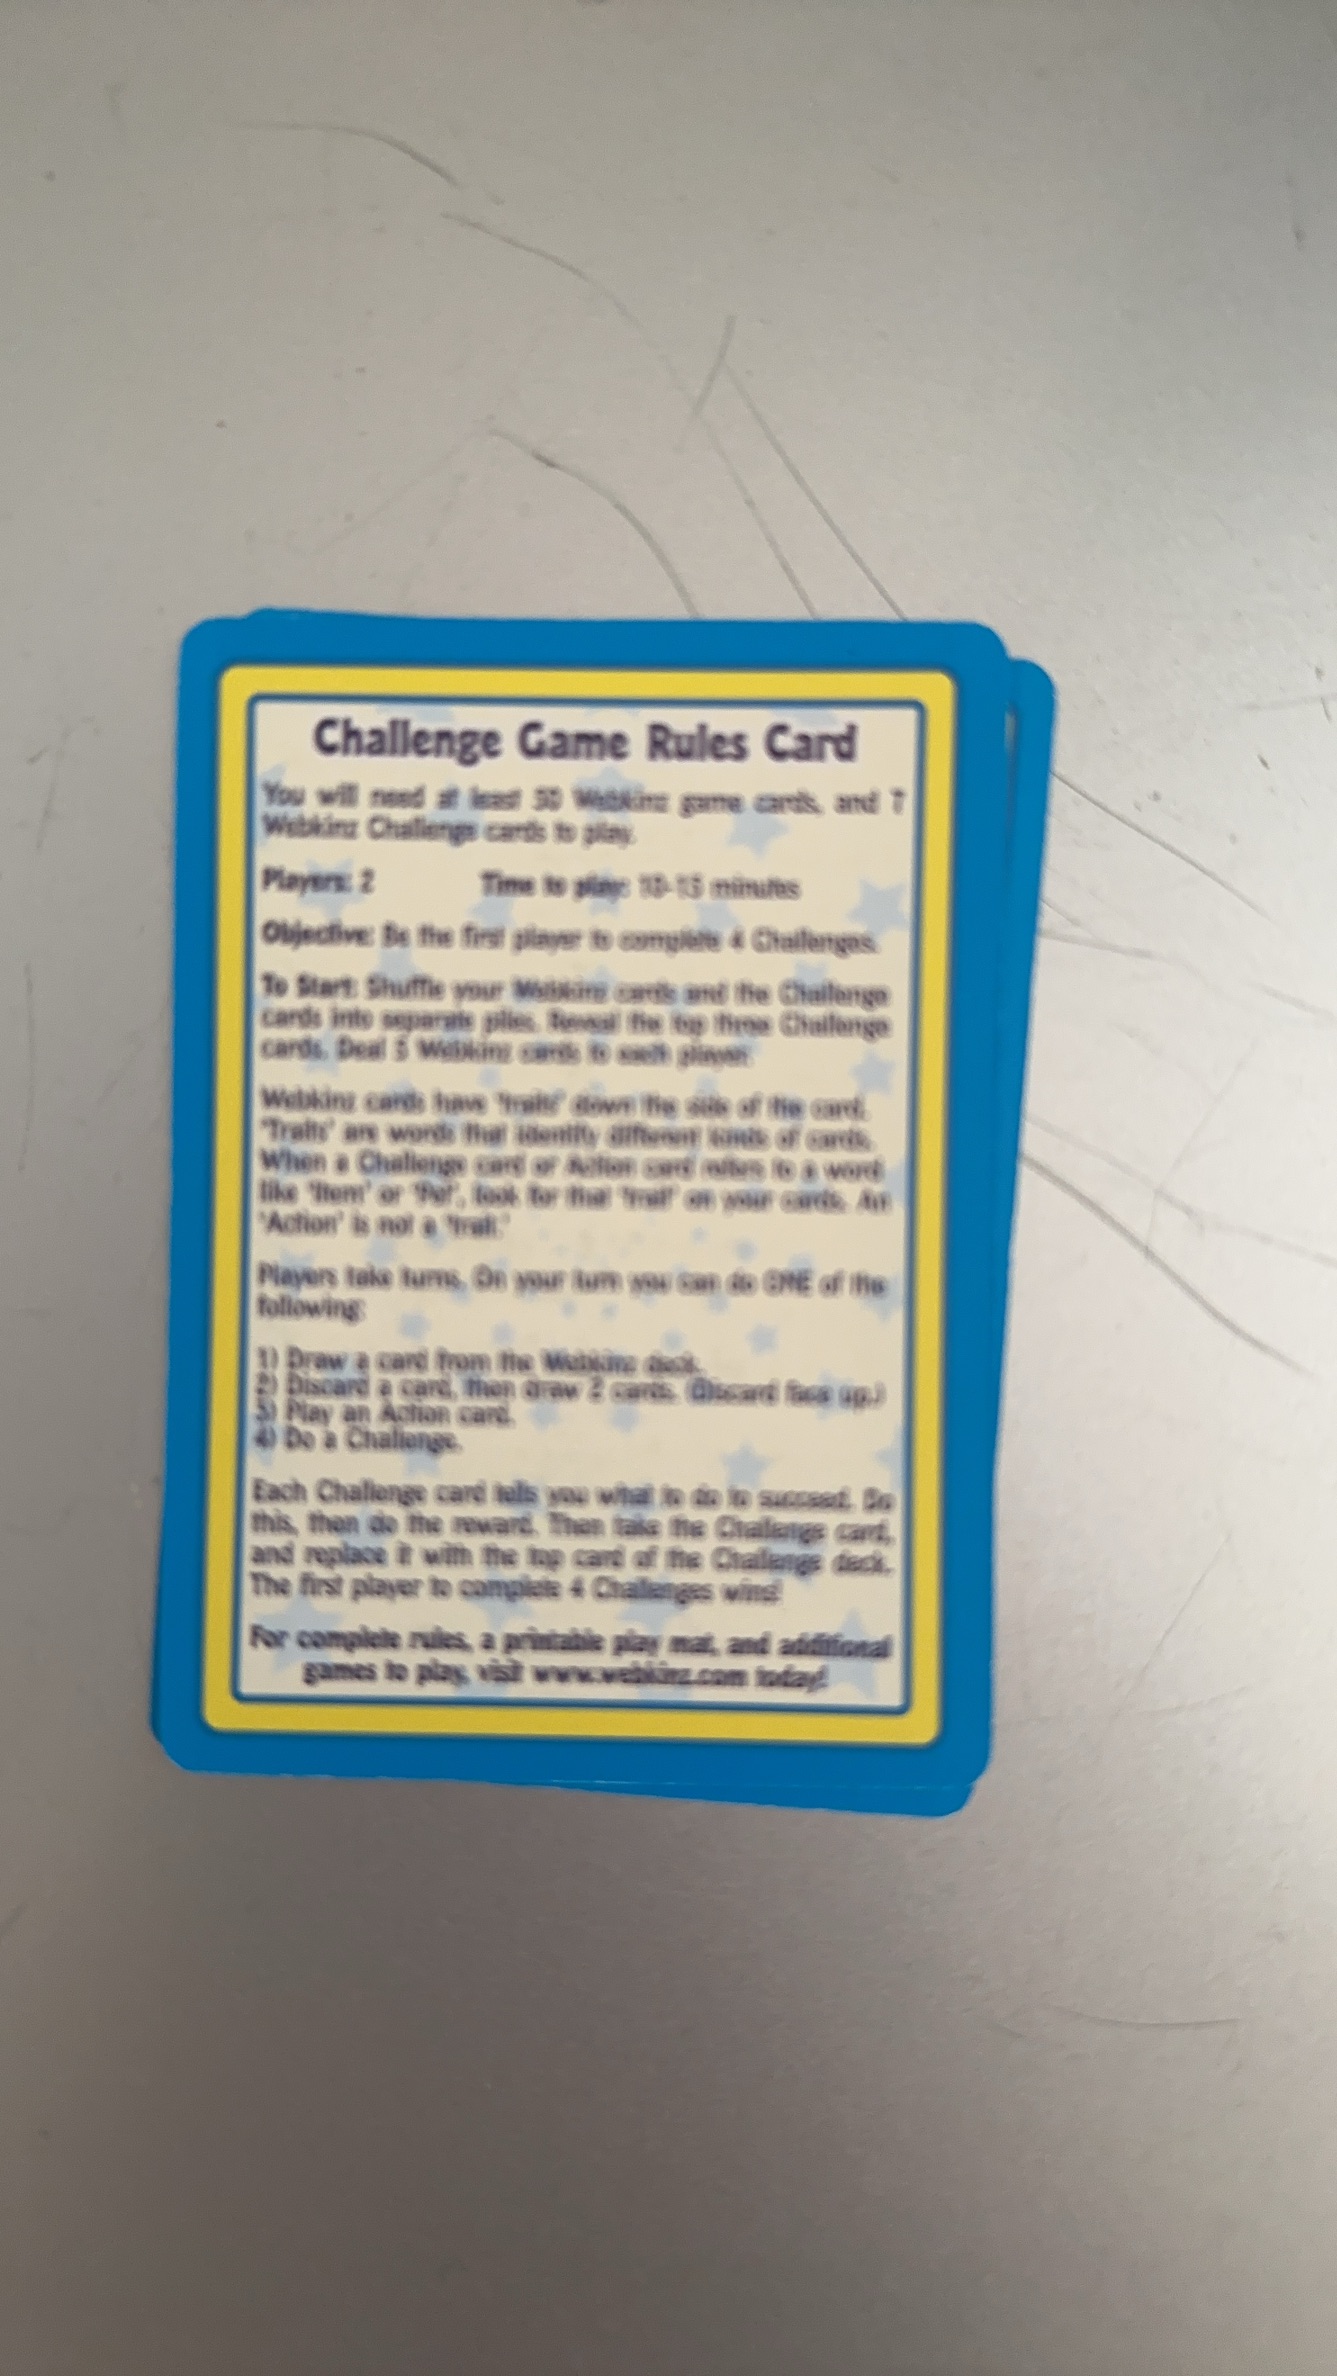 Challenge Game Rules Card
You will need at least 30 Webkinz game cards, and 7
Webkinz Challenge cards to play.
Players: 2 Time to play: 10-15 minutes
Objective: Be the first player to complete 4 Challenges.
To Start: Shuffle your Webkinz cards and the Challenge
cards into separate piles. Reveal the top three Challenge
cards. Deal 5 Webkinz cards to each player.
Webkinz cards have 'traits' down the side of the card.
'Traits' are words that identify different kinds of cards.
When a Challenge card or Action card refers to a word
like 'Item' or 'Pet', look for that 'trait' on your cards. An
'Action' is not a 'trait.'
Players take turns. On your turn you can do ONE of the
following:
1) Draw a card from the Webkinz deck.
2) Discard a card, then draw 2 cards. (Discard face up.)
3) Play an Action card.
4) Do a Challenge.
Each Challenge card tells you what to do to succeed. Do
this, then do the reward. Then take the Challenge card,
and replace it with the top card of the Challenge deck.
The first player to complete 4 Challenges wins!
For complete rules, a printable play mat, and additional
games to play, visit www.webkinz.com today!